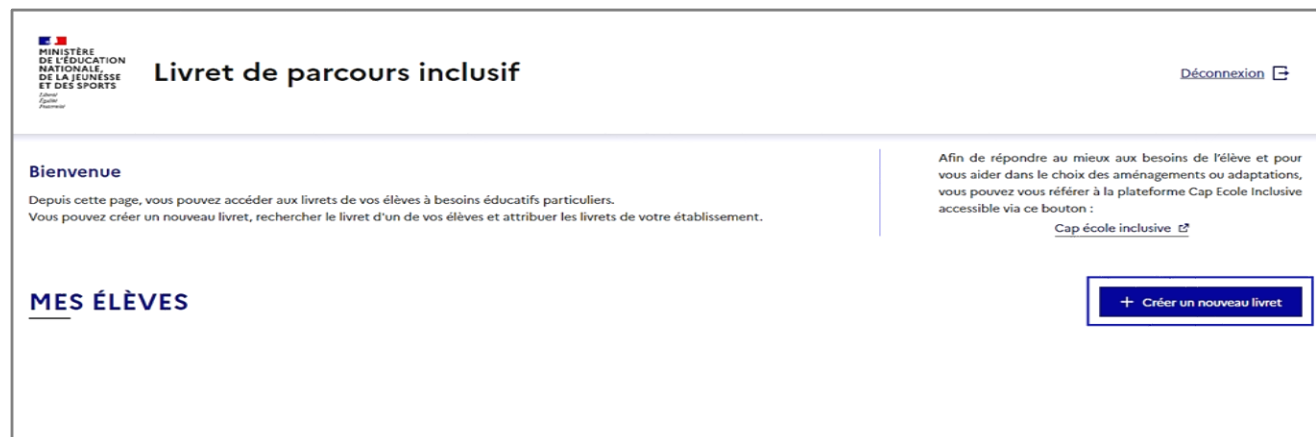 MINISTÈRE
DE L'ÉDUCATION
NATIONALE,
DE LA JEUNESSE
ET DES SPORTS
Liberté
Égalité
Fraternité
Livret de parcours inclusif
Déconnexion
Bienvenue
Depuis cette page, vous pouvez accéder aux livrets de vos élèves à besoins éducatifs particuliers.
Vous pouvez créer un nouveau livret, rechercher le livret d'un de vos élèves et attribuer les livrets de votre établissement.
Afin de répondre au mieux aux besoins de l'élève et pour
vous aider dans le choix des aménagements ou adaptations,
vous pouvez vous référer à la plateforme Cap Ecole Inclusive
accessible via ce bouton :
Cap école inclusive
MES ÉLÈVES
+ Créer un nouveau livret